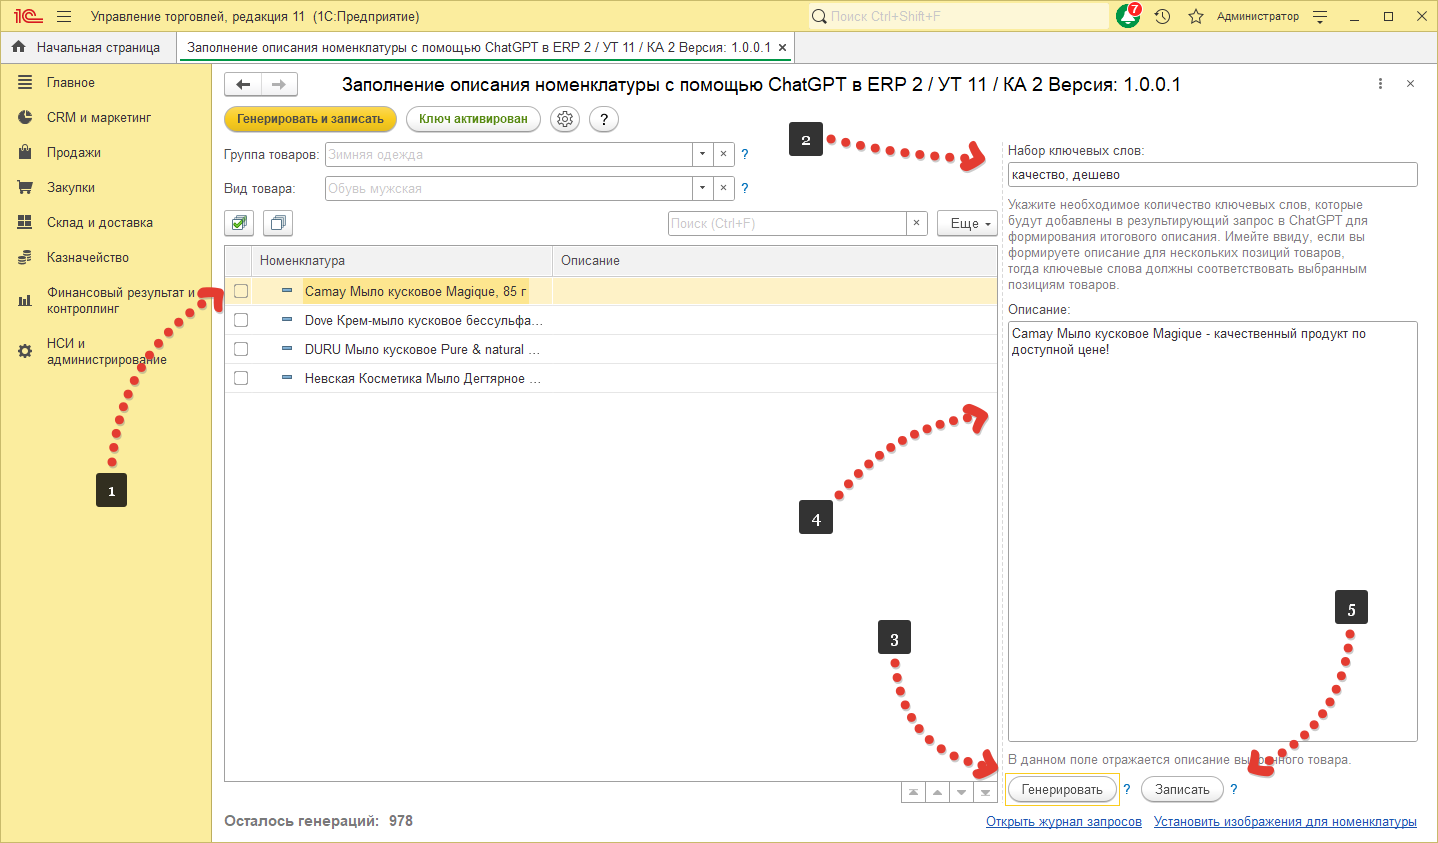 1С Управление торговлей, редакция 11 (1С:Предприятие)
Поиск Ctrl+Shift+F
7
Администратор
Начальная страница
Заполнение описания номенклатуры с помощью ChatGPT в ERP 2 / УТ 11 / КА 2 Версия: 1.0.0.1 ×
Главное
CRM и маркетинг
Продажи
Закупки
Склад и доставка
Казначейство
Финансовый результат и
контроллинг
НСИ и
администрирование
1
Заполнение описания номенклатуры с помощью ChatGPT в ERP 2 / УТ 11 / КА 2 Версия: 1.0.0.1
Генерировать и записать
Ключ активирован
?
Группа товаров:
Зимняя одежда
?
Вид товара:
Обувь мужская
?
Поиск (Ctrl+F)
Еще
Номенклатура
Описание
Camay Мыло кусковое Magique, 85 г
Dove Крем-мыло кусковое бессульфа...
DURU Мыло кусковое Pure & natural ...
Невская Косметика Мыло Дегтярное ...
2
4
3
5
Осталось генераций: 978
Набор ключевых слов:
качество, дешево
Укажите необходимое количество ключевых слов, которые
будут добавлены в результирующий запрос в ChatGPT для
формирования итогового описания. Имейте ввиду, если вы
формируете описание для нескольких позиций товаров,
тогда ключевые слова должны соответствовать выбранным
позициям товаров.
Описание:
Camay Мыло кусковое Magique - качественный продукт по
доступной цене!
В данном поле отражается описание выбранного товара.
Генерировать
?
Записать
?
Открыть журнал запросов
Установить изображения для номенклатуры